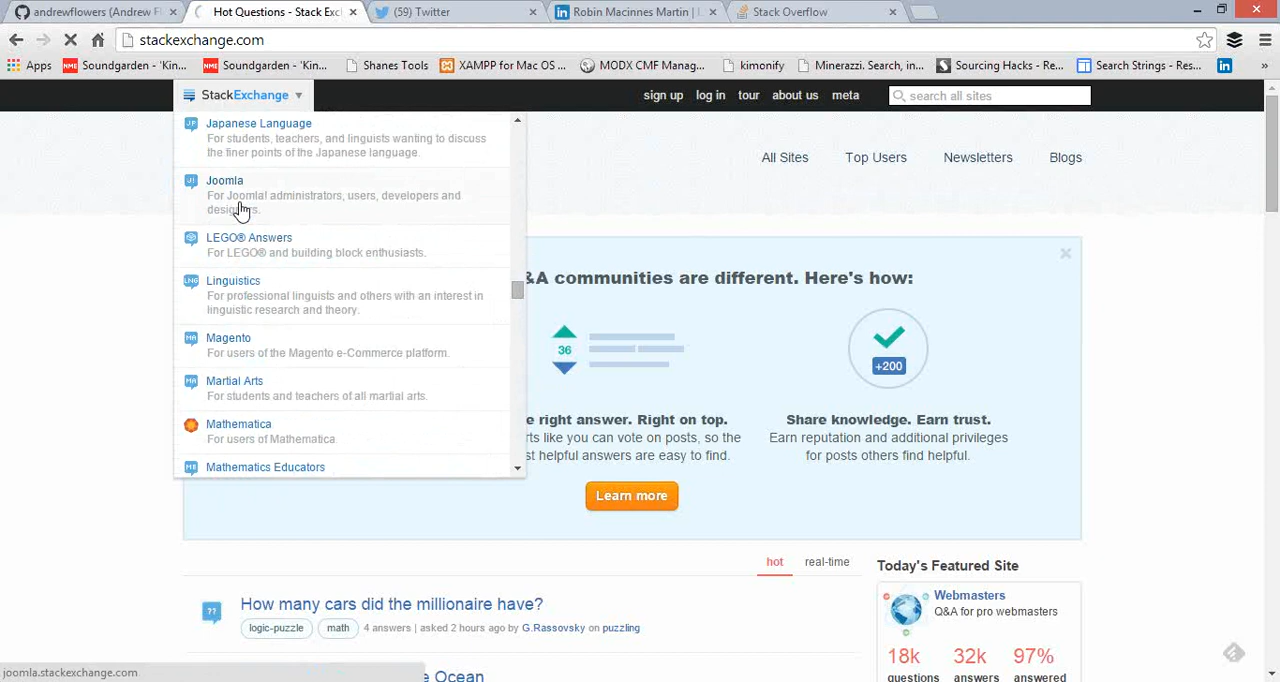 andrewflowers (Andrew Fl
Hot Questions - Stack Exc
(59) Twitter
Robin Macinnes Martin | L
Stack Overflow
stackexchange.com
Apps
Soundgarden - 'Kin...
Soundgarden - 'Kin...
Shanes Tools
XAMPP for Mac OS ...
MODX CMF Manag...
kimonify
Minerazzi. Search, in...
Sourcing Hacks - Re...
Search Strings - Res...
StackExchange
sign up
log in
tour
about us
meta
search all sites
Japanese Language
For students, teachers, and linguists wanting to discuss
the finer points of the Japanese language.
Joomla
For Joomla! administrators, users, developers and
designers.
LEGO® Answers
For LEGO® and building block enthusiasts.
Linguistics
For professional linguists and others with an interest in
linguistic research and theory.
Magento
For users of the Magento e-Commerce platform.
Martial Arts
For students and teachers of all martial arts.
Mathematica
For users of Mathematica.
Mathematics Educators
All Sites
Top Users
Newsletters
Blogs
&A communities are different. Here's how:
36
+200
e right answer. Right on top.
rts like you can vote on posts, so the
st helpful answers are easy to find.
Share knowledge. Earn trust.
Earn reputation and additional privileges
for posts others find helpful.
Learn more
hot
real-time
Today's Featured Site
How many cars did the millionaire have?
logic-puzzle
math
4 answers | asked 2 hours ago by G.Rassovsky on puzzling
Webmasters
Q&A for pro webmasters
18k
32k
97%
questions
answers
answered
e Ocean
joomla.stackexchange.com